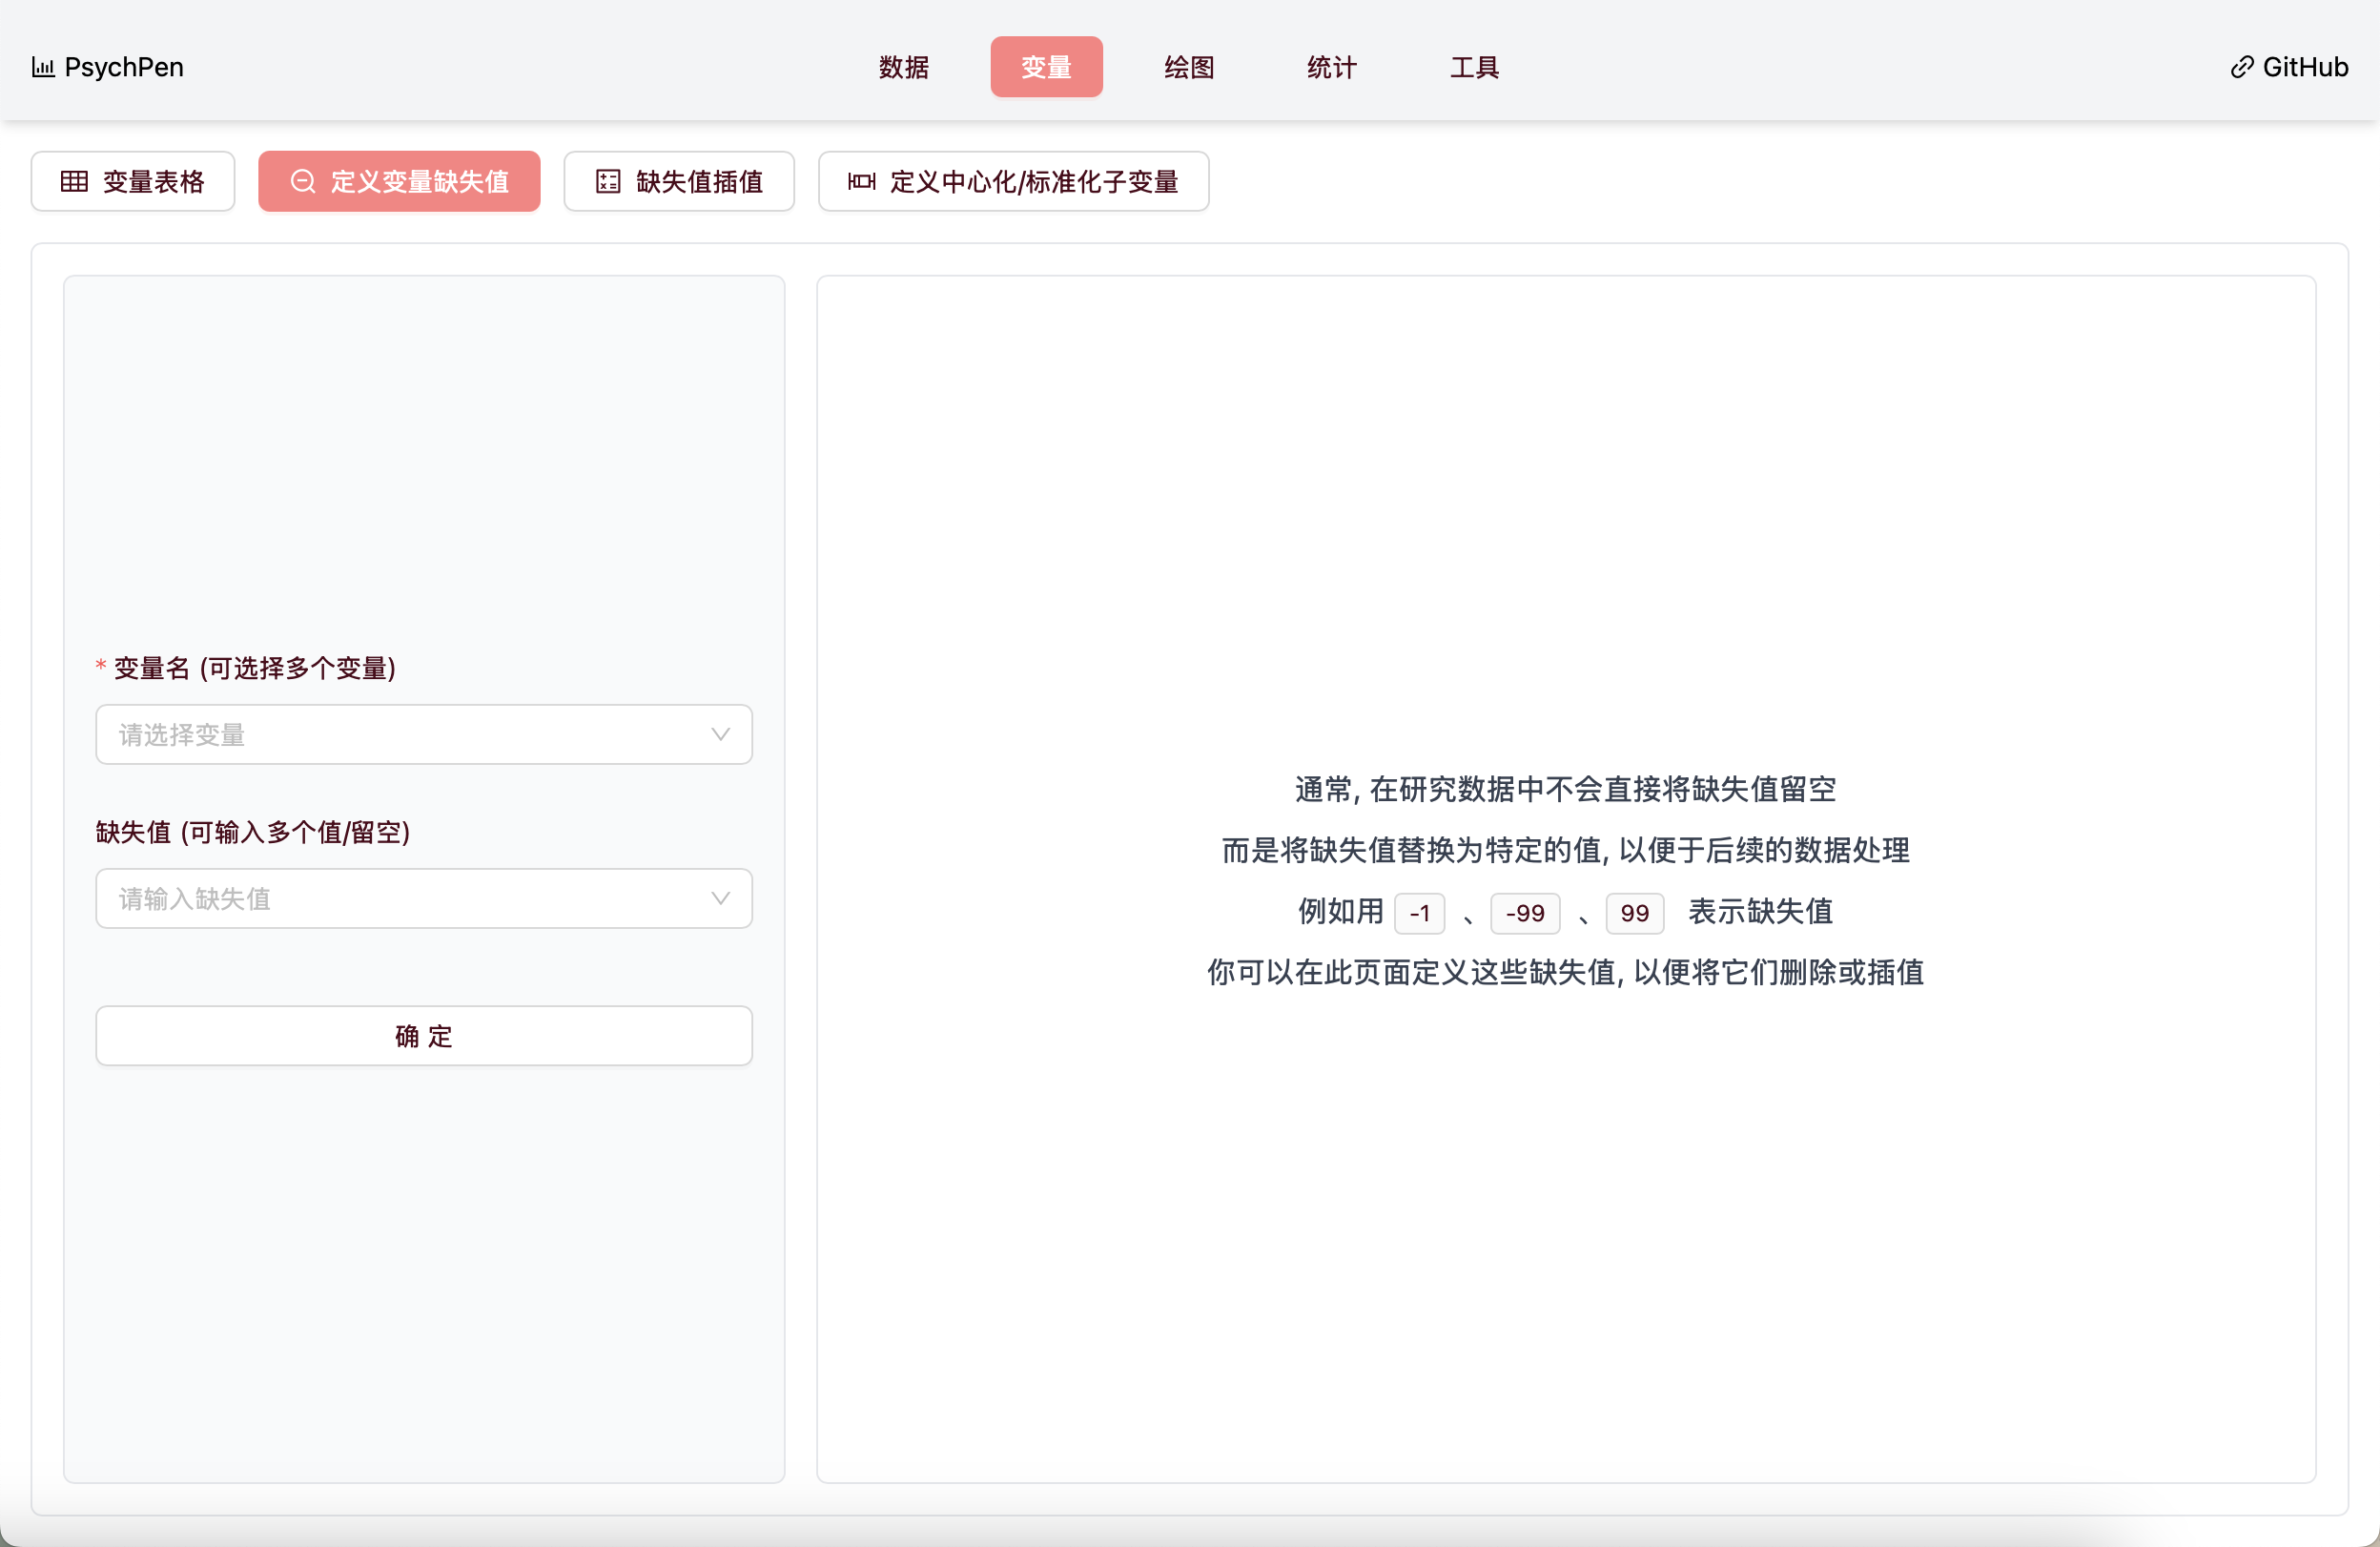 PsychPen
数据 变量 绘图 统计 工具
GitHub
变量表格 定义变量缺失值 缺失值插值 定义中心化/标准化子变量
* 变量名 (可选择多个变量)
请选择变量
缺失值 (可输入多个值/留空)
请输入缺失值
确 定
通常, 在研究数据中不会直接将缺失值留空
而是将缺失值替换为特定的值, 以便于后续的数据处理
例如用 -1 、 -99 、 99 表示缺失值
你可以在此页面定义这些缺失值, 以便将它们删除或插值